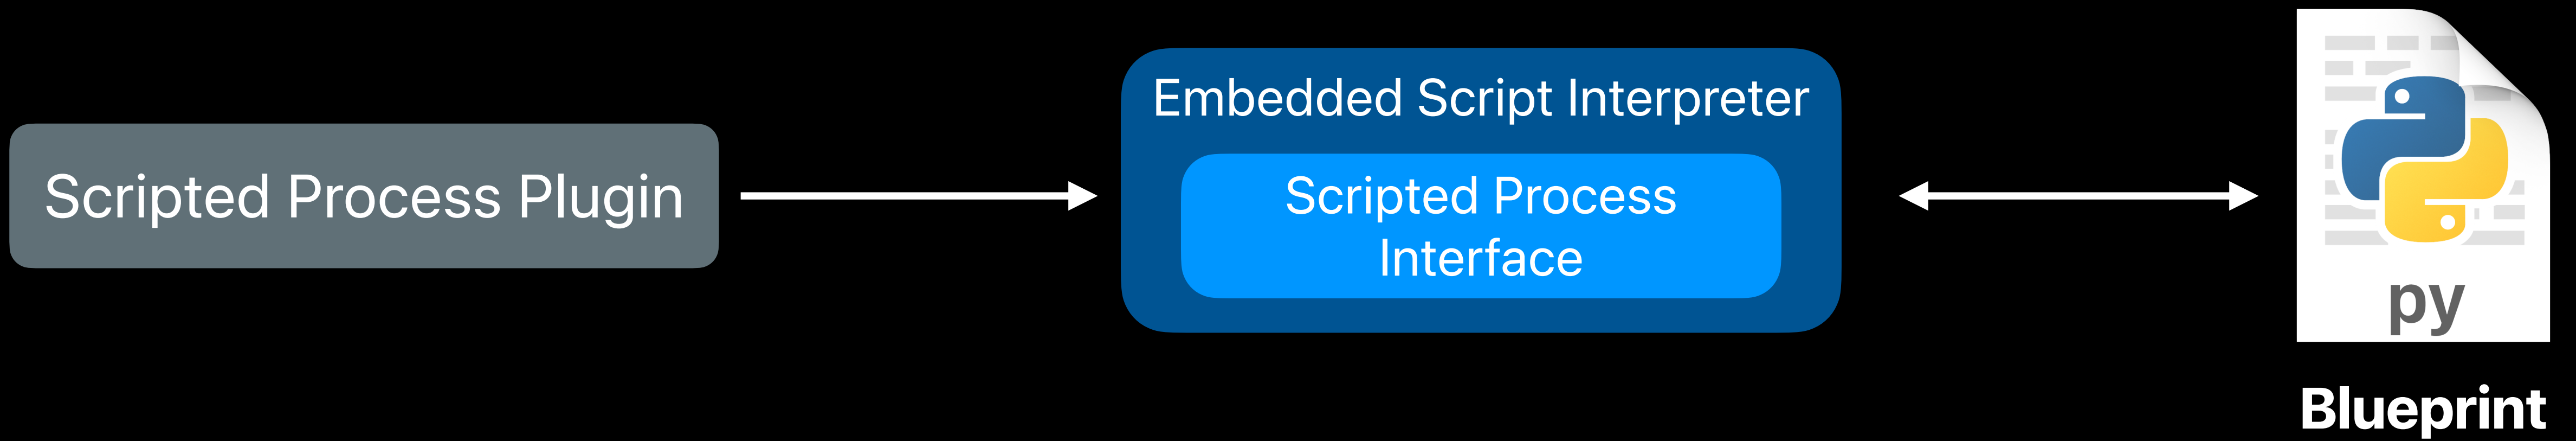 Scripted Process Plugin
Embedded Script Interpreter
Scripted Process
Interface
py
Blueprint